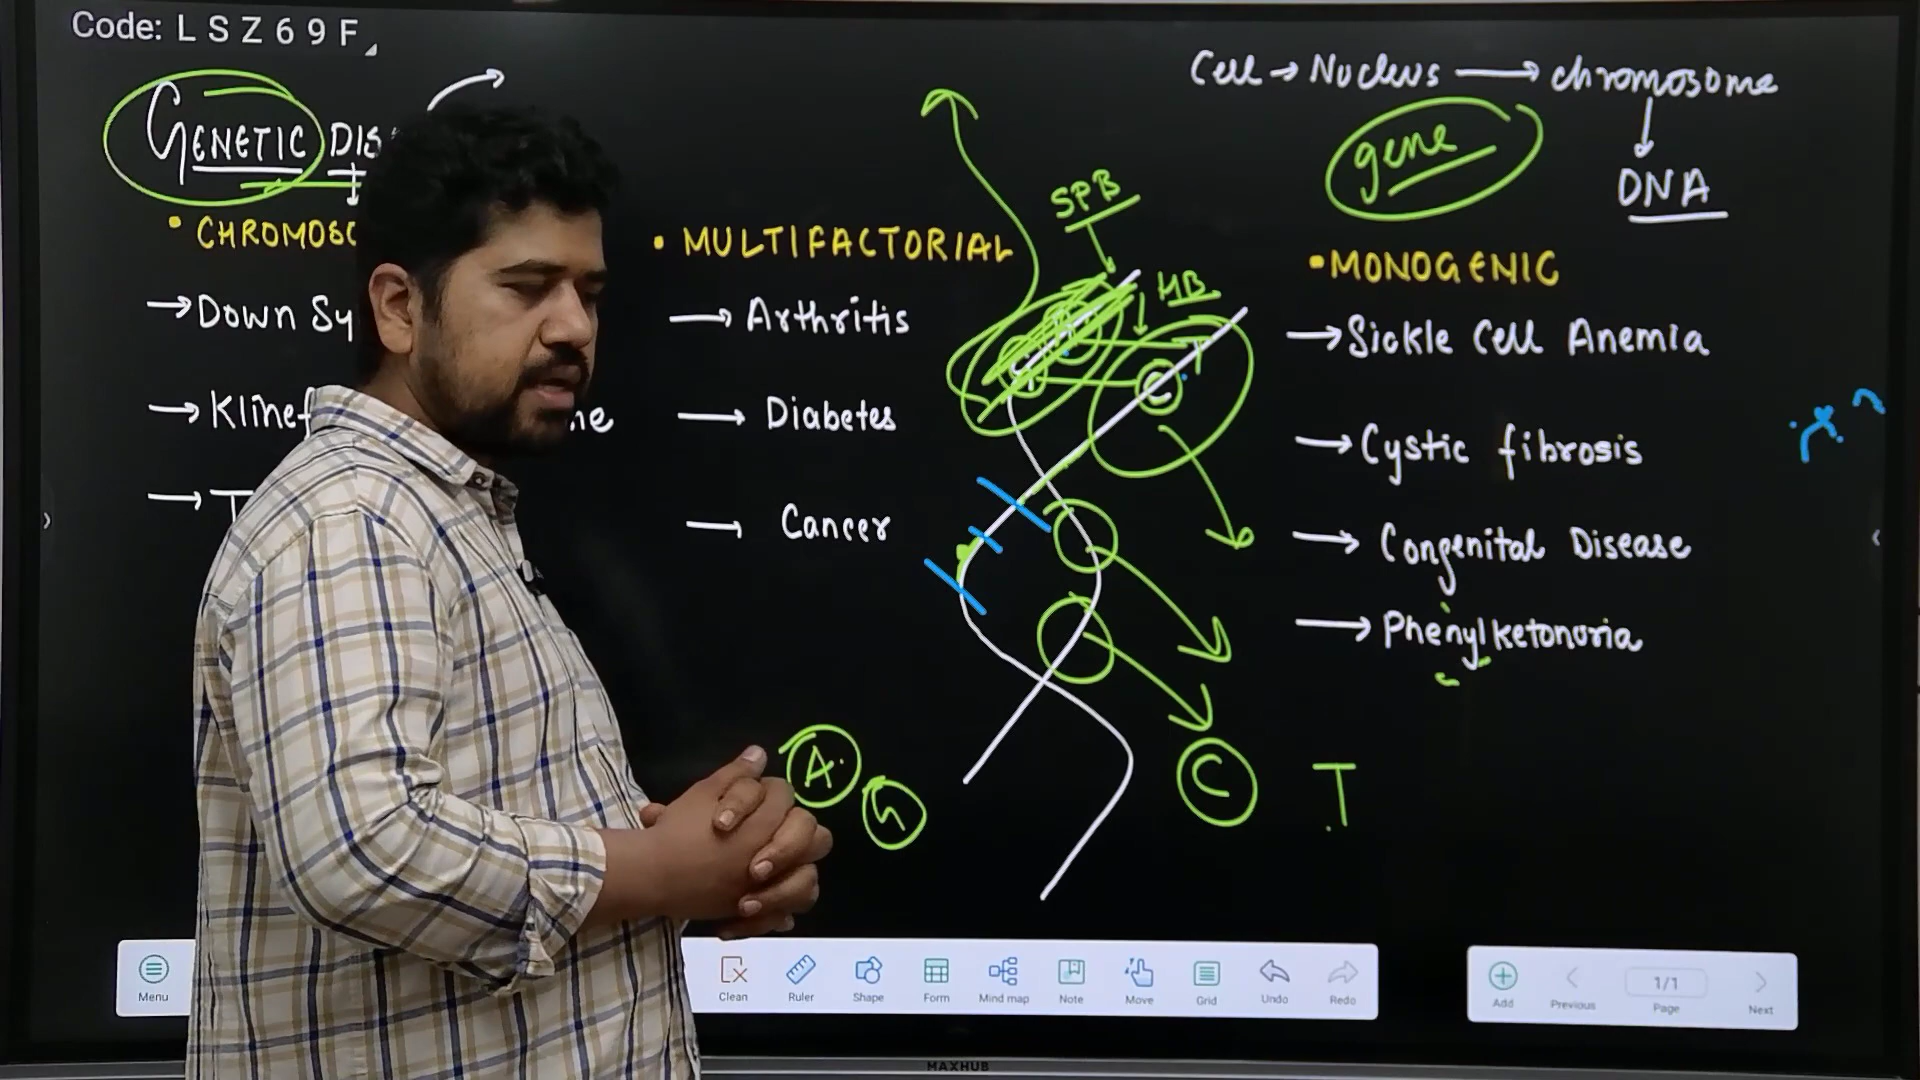 Code: L S Z 6 9 F
Cell → Nucleus → chromosome
gene
DNA
GENETIC DIS
SPB
HB
• CHROMOSO
→ Down Sy
→ Klinef ne
→ T
• MULTIFACTORIAL
→ Arthritis
→ Diabetes
→ Cancer
T
C
• MONOGENIC
→ Sickle Cell Anemia
→ Cystic fibrosis
→ Congenital Disease
→ Phenylketonuria
A
G
C
T
Menu
Clean
Ruler
Shape
Form
Mind map
Note
Move
Grid
Undo
Redo
Add
Previous
1/1
Page
Next
MAXHUB